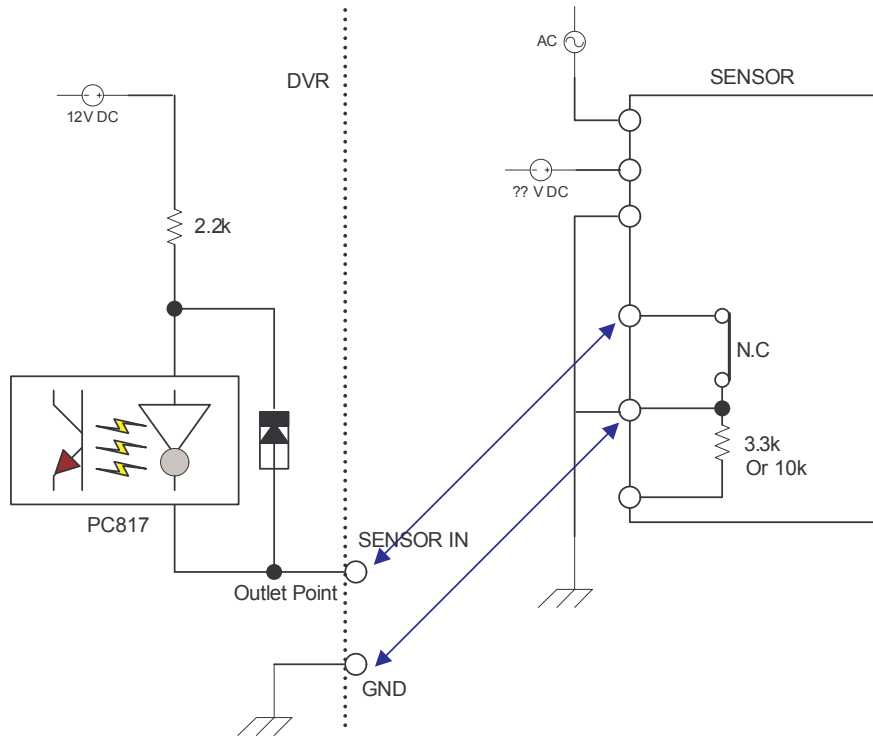 AC
SENSOR
DVR
12V DC
?? V DC
2.2k
N.C
3.3k
Or 10k
PC817
SENSOR IN
Outlet Point
GND